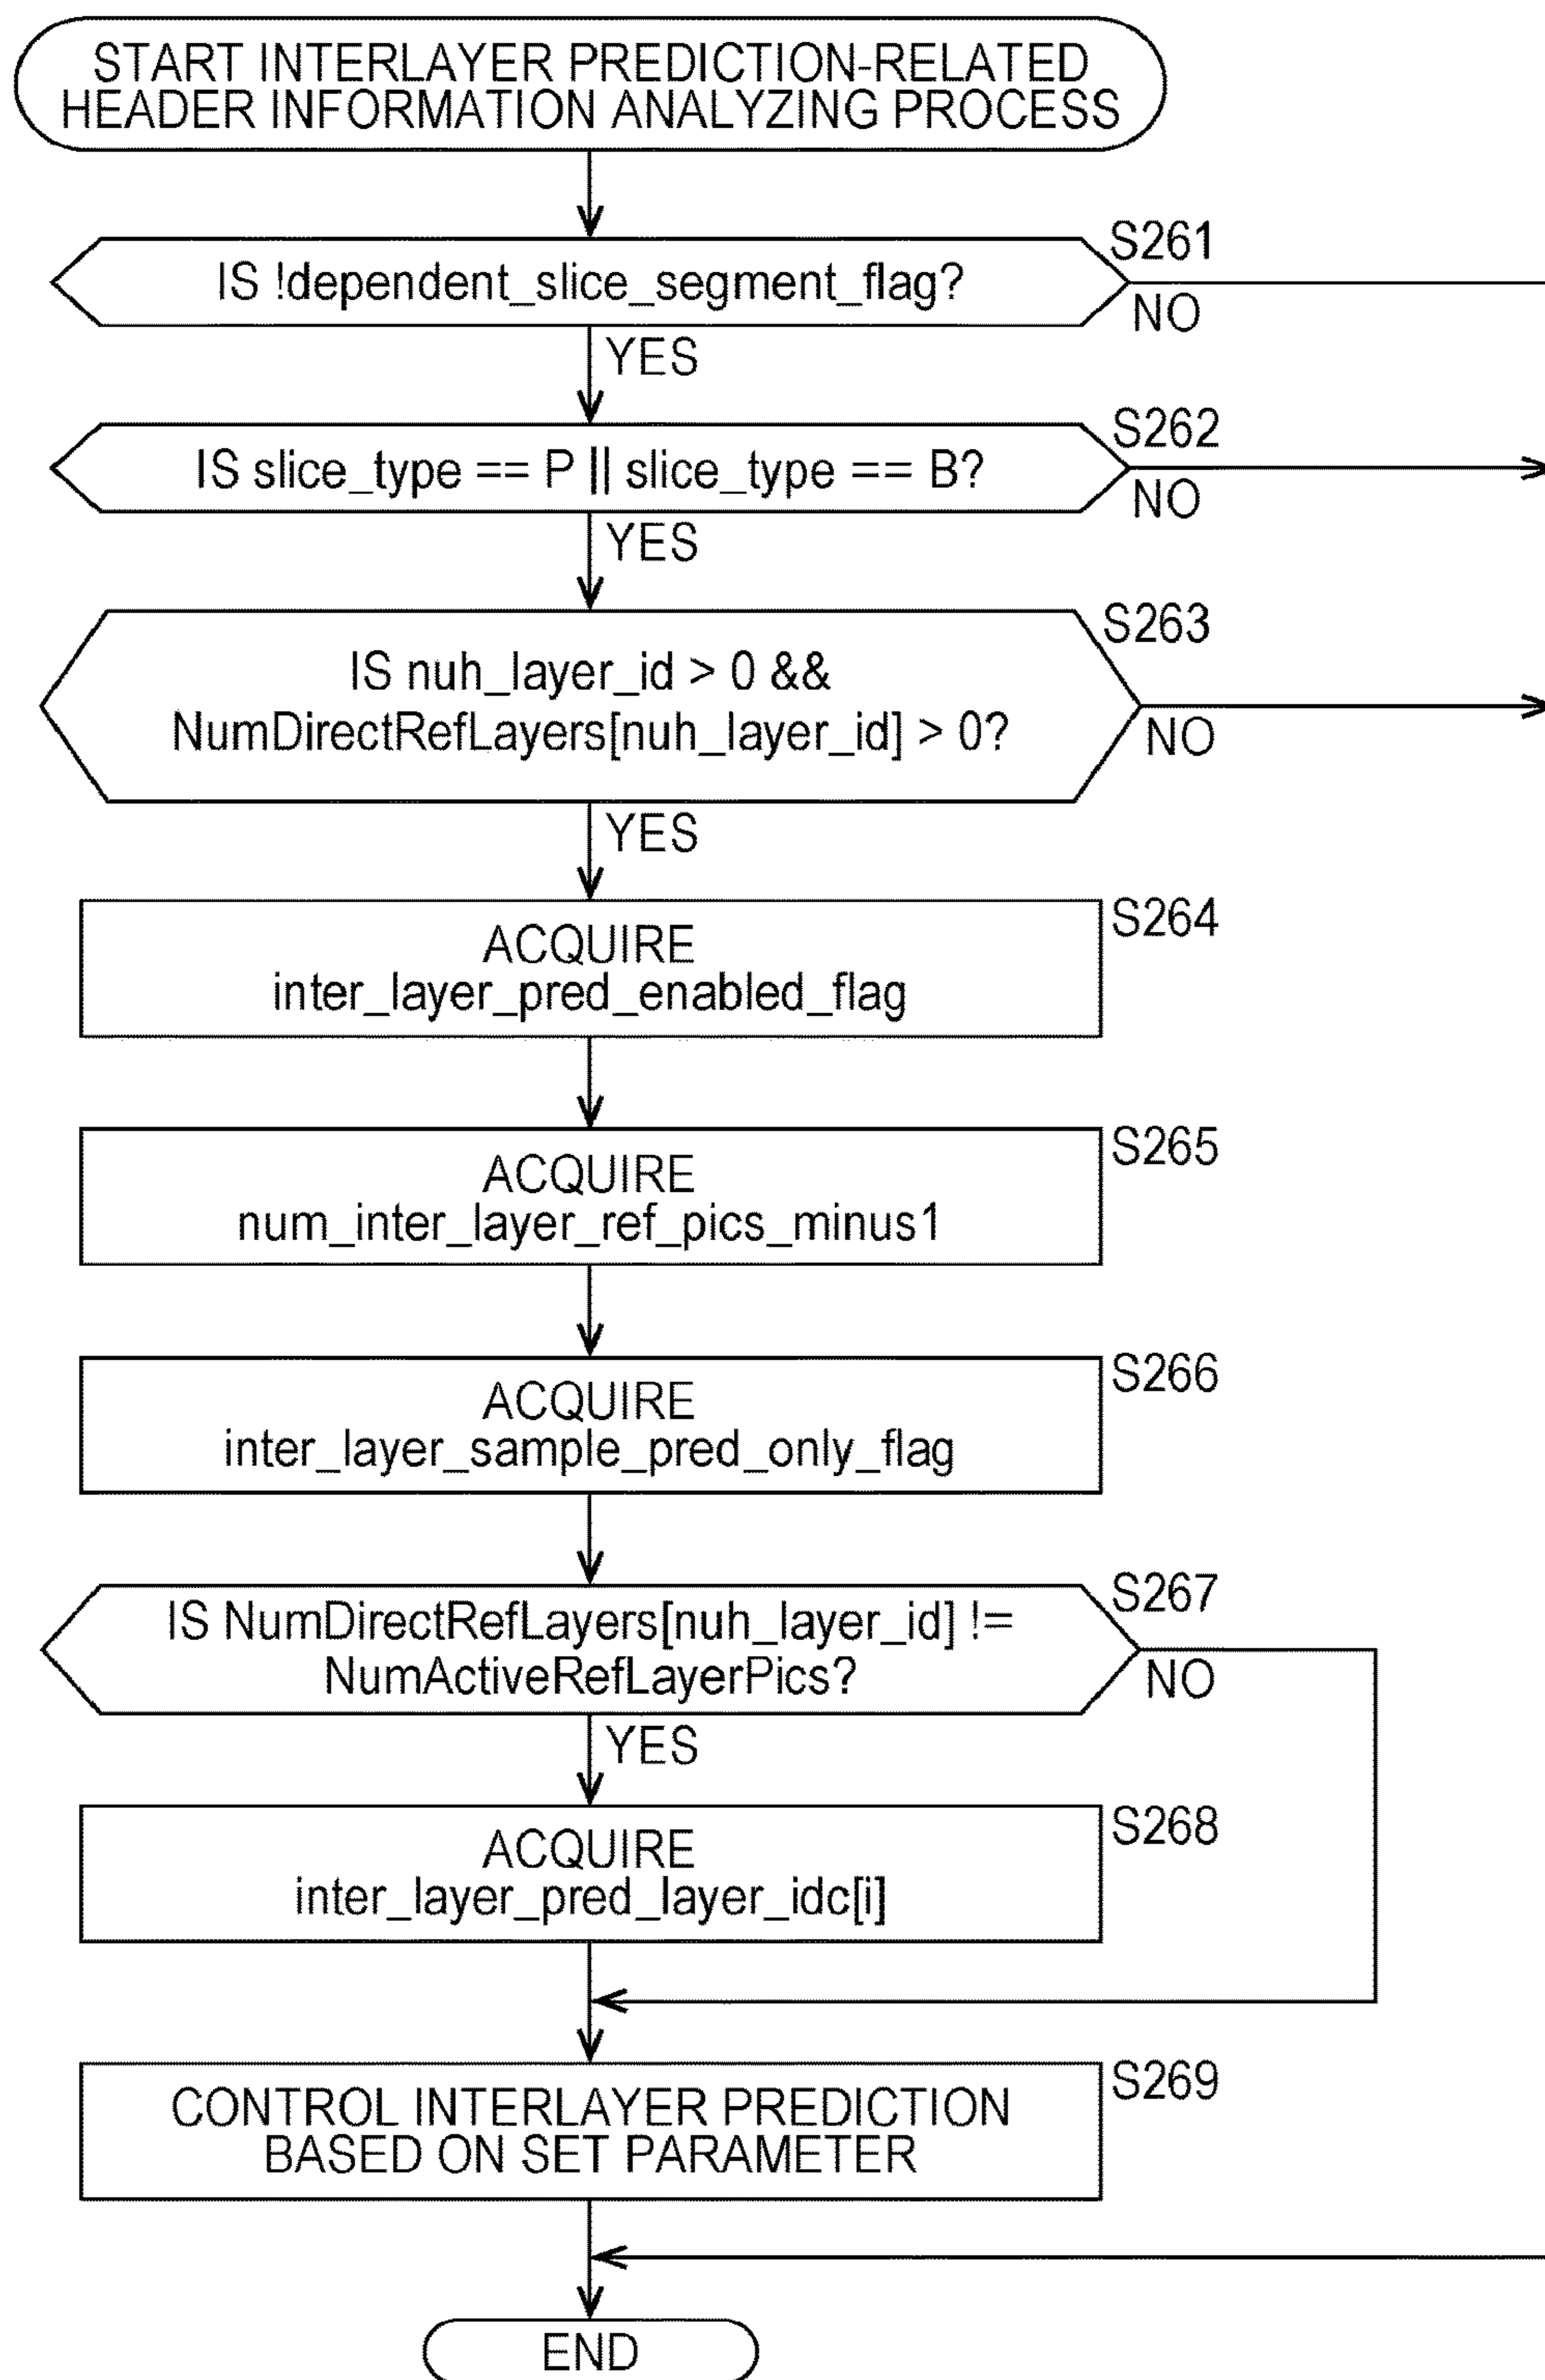 START INTERLAYER PREDICTION-RELATED
HEADER INFORMATION ANALYZING PROCESS
S261
IS !dependent_slice_segment_flag?
NO
YES
S262
IS slice_type == P || slice_type == B?
NO
YES
S263
IS nuh_layer_id > 0 &&
NumDirectRefLayers[nuh_layer_id] > 0?
NO
YES
S264
ACQUIRE
inter_layer_pred_enabled_flag
S265
ACQUIRE
num_inter_layer_ref_pics_minus1
S266
ACQUIRE
inter_layer_sample_pred_only_flag
S267
IS NumDirectRefLayers[nuh_layer_id] !=
NumActiveRefLayerPics?
NO
YES
S268
ACQUIRE
inter_layer_pred_layer_idc[i]
S269
CONTROL INTERLAYER PREDICTION
BASED ON SET PARAMETER
END